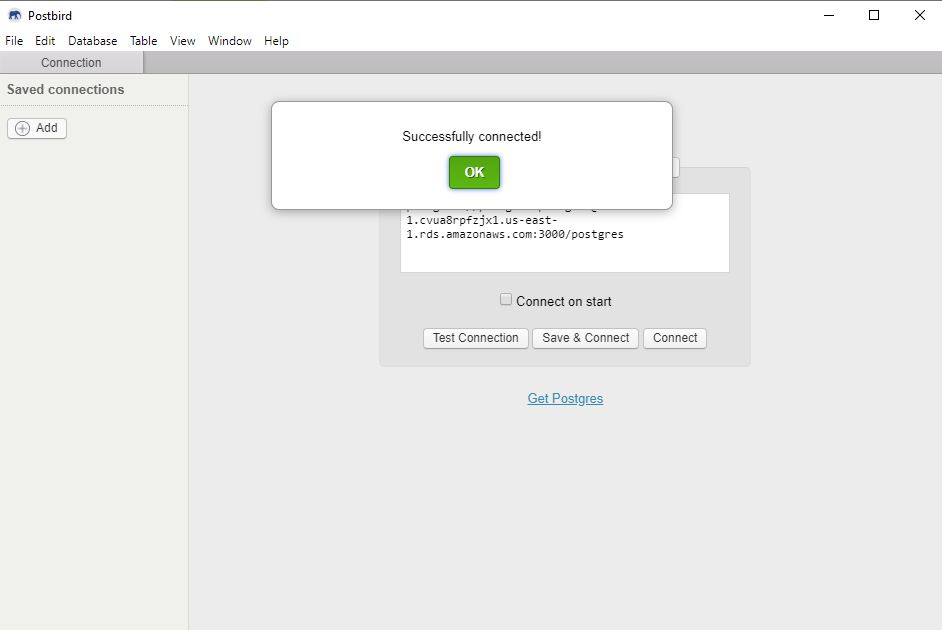 Postbird
File Edit Database Table View Window Help
Connection
Saved connections
Add
Successfully connected!
OK
1.cvua8rpfzjx1.us-east-
1.rds.amazonaws.com:3000/postgres
Connect on start
Test Connection Save & Connect Connect
Get Postgres